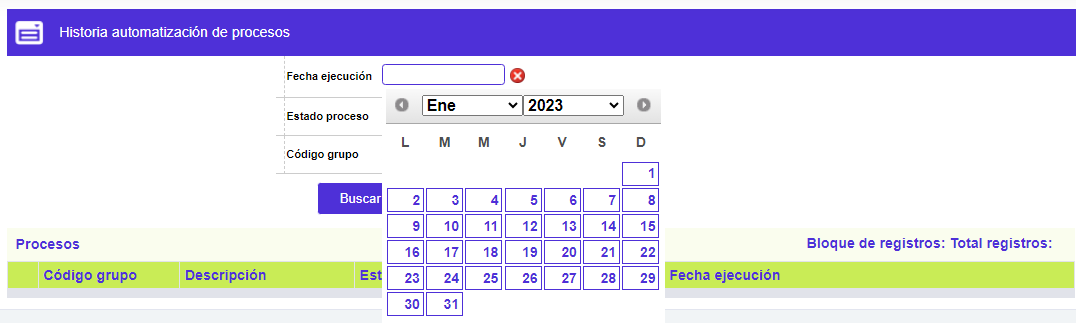 Historia automatización de procesos
Fecha ejecución
Ene 2023
Estado proceso
L M M J V S D
Código grupo
1
Buscar
2 3 4 5 6 7 8
9 10 11 12 13 14 15
Procesos
16 17 18 19 20 21 22
Bloque de registros: Total registros:
Código grupo Descripción Est Fecha ejecución
23 24 25 26 27 28 29
30 31